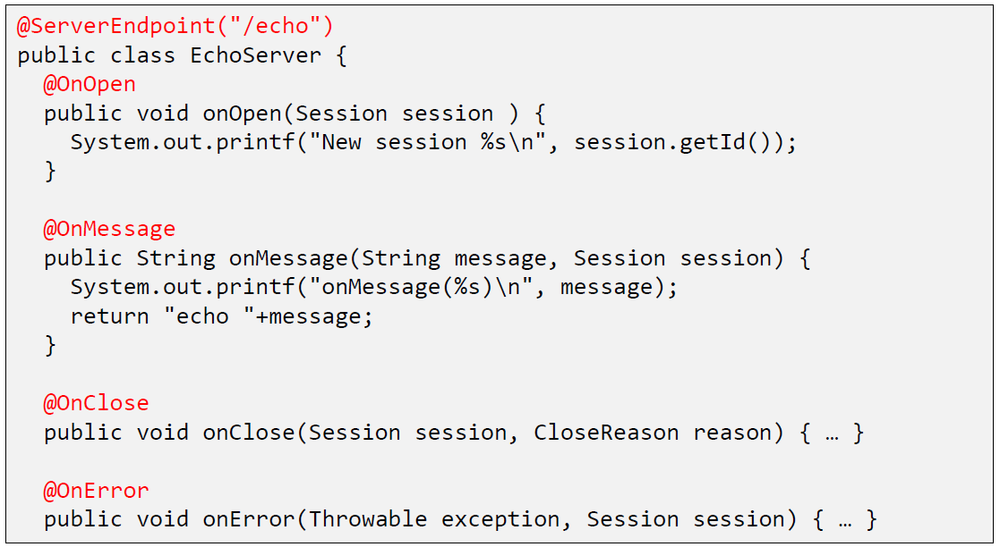 @ServerEndpoint("/echo")
public class EchoServer {
  @OnOpen
  public void onOpen(Session session ) {
    System.out.printf("New session %s\n", session.getId());
  }

  @OnMessage
  public String onMessage(String message, Session session) {
    System.out.printf("onMessage(%s)\n", message);
    return "echo "+message;
  }

  @OnClose
  public void onClose(Session session, CloseReason reason) { … }

  @OnError
  public void onError(Throwable exception, Session session) { … }